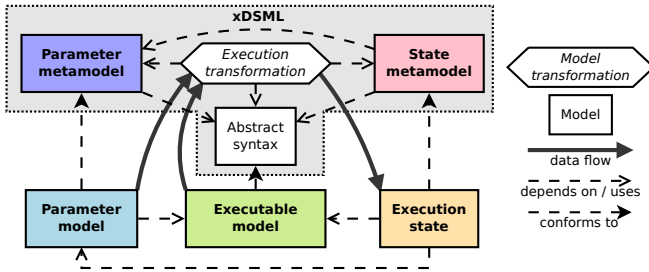 xDSML
Parameter
metamodel
Execution
transformation
State
metamodel
Abstract
syntax
Parameter
model
Executable
model
Execution
state
Model
transformation
Model
data flow
depends on / uses
conforms to